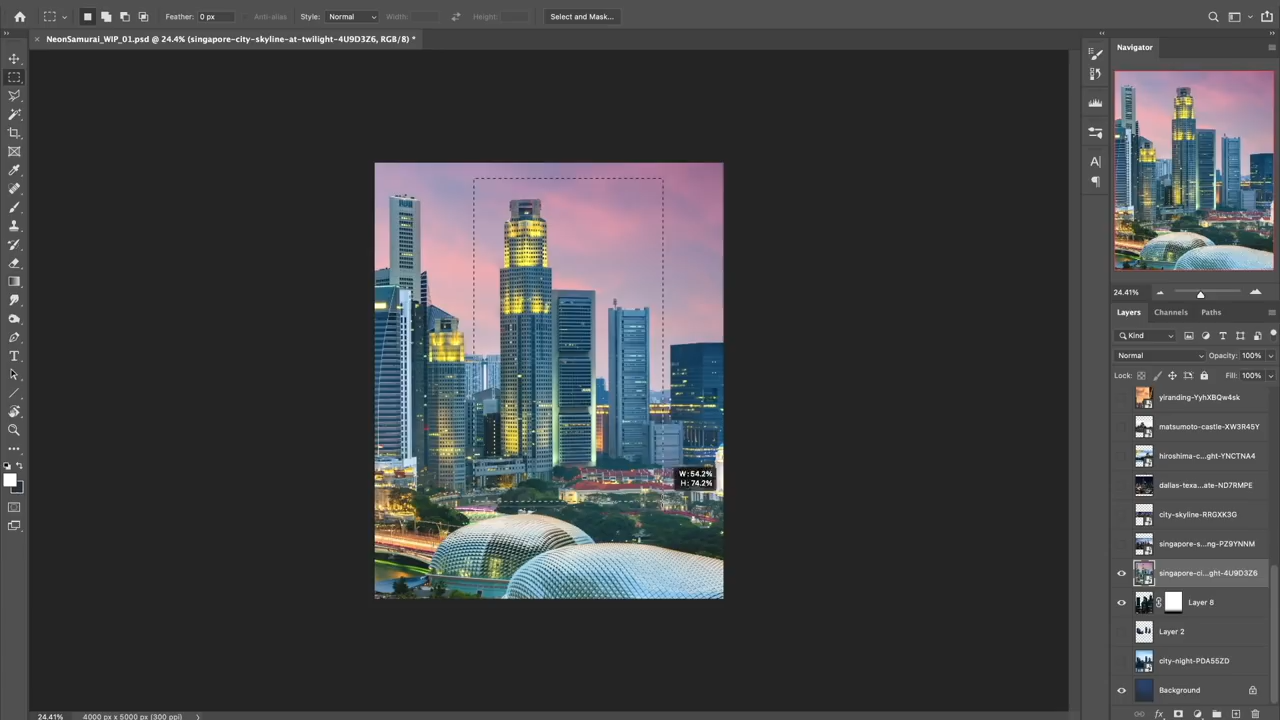 Feather: 0 px Anti-alias Style: Normal Width: Height: Select and Mask...
NeonSamurai_WIP_01.psd @ 24.4% (singapore-city-skyline-at-twilight-4U9D3Z6, RGB/8) *
Navigator
24.41%
Layers Channels Paths
Kind
Normal Opacity: 100%
Lock: Fill: 100%
yiranding-YyhXBQw4sk
matsumoto-castle-XW3R45Y
hiroshima-c...ght-YNCTNA4
dallas-texa...ate-ND7RMPE
city-skyline-RRGXK3G
singapore-s...ng-PZ9YNNM
singapore-ci...ght-4U9D3Z6
Layer 8
Layer 2
city-night-PDA55ZD
Background
W: 54.2%
H: 74.2%
24.41% 4000 px x 5000 px (300 ppi)